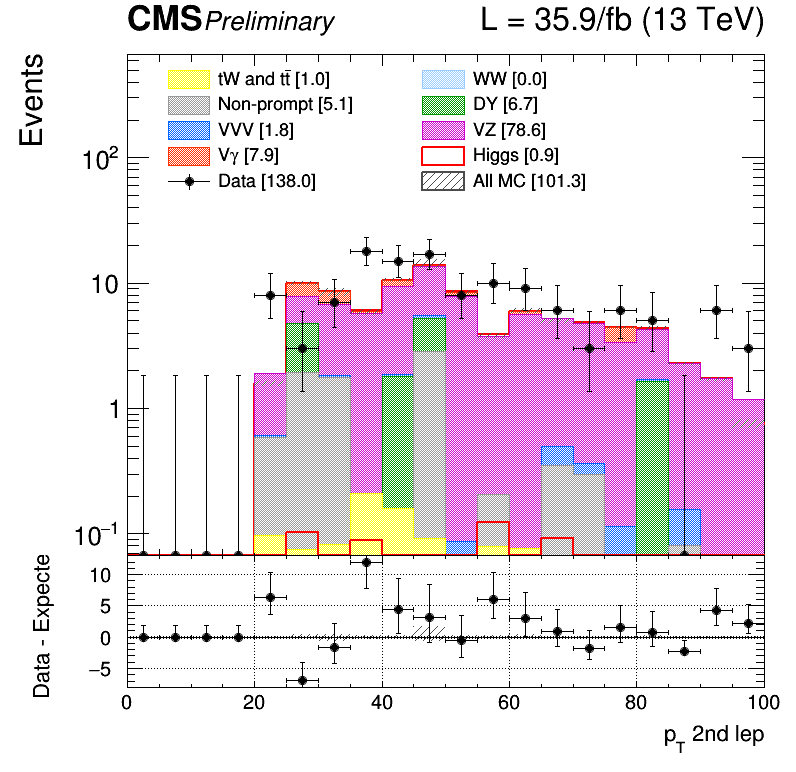 CMS Preliminary L = 35.9/fb (13 TeV)
Events
tW and tt̄ [1.0] WW [0.0]
Non-prompt [5.1] DY [6.7]
VVV [1.8] VZ [78.6]
Vγ [7.9] Higgs [0.9]
Data [138.0] All MC [101.3]
10²
10
1
10⁻¹
Data - Expecte
10
5
0
−5
0 20 40 60 80 100
p_T 2nd lep